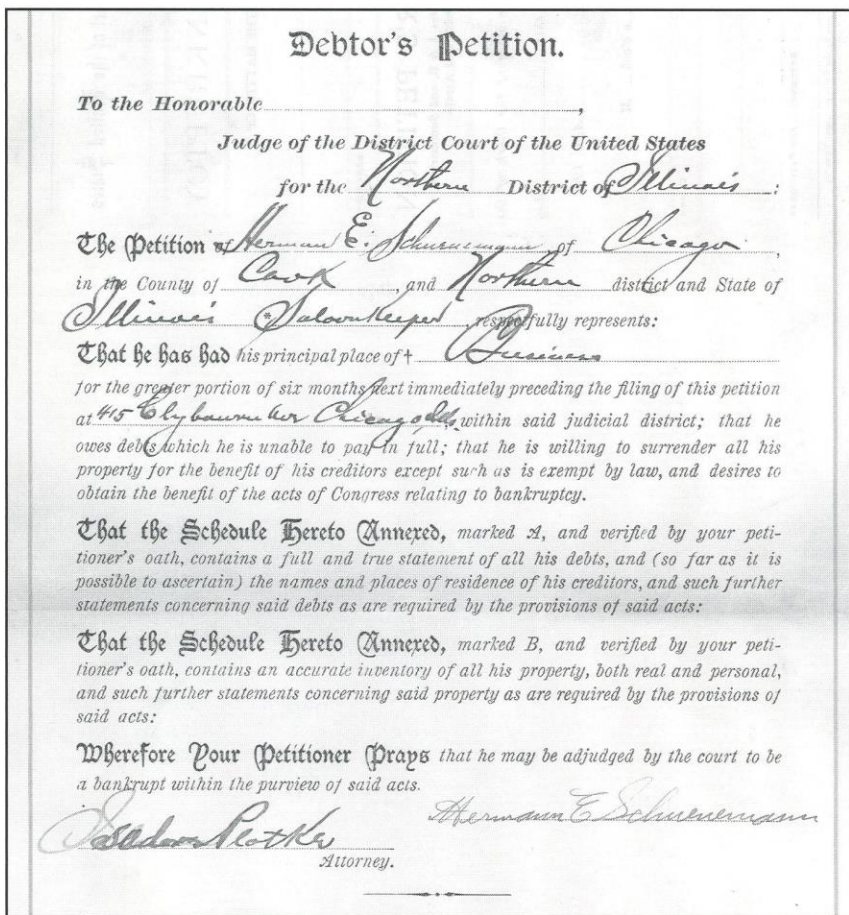 Debtor's Petition.
To the Honorable,
Judge of the District Court of the United States
for the Northern District of Illinois:
The Petition of Herman E. Schuenemann, of Chicago,
in the County of Cook, and Northern district and State of
Illinois *Saloonkeeper respectfully represents:
That he has had his principal place of † Business
for the greater portion of six months next immediately preceding the filing of this petition
at 415 Clybourn Ave Chicago Ills. within said judicial district; that he
owes debts which he is unable to pay in full; that he is willing to surrender all his
property for the benefit of his creditors except such as is exempt by law, and desires to
obtain the benefit of the acts of Congress relating to bankruptcy.
That the Schedule Hereto Annexed, marked A, and verified by your peti-
tioner's oath, contains a full and true statement of all his debts, and (so far as it is
possible to ascertain) the names and places of residence of his creditors, and such further
statements concerning said debts as are required by the provisions of said acts:
That the Schedule Hereto Annexed, marked B, and verified by your peti-
tioner's oath, contains an accurate inventory of all his property, both real and personal,
and such further statements concerning said property as are required by the provisions of
said acts:
Wherefore Your Petitioner Prays that he may be adjudged by the court to be
a bankrupt within the purview of said acts.
Hermann E Schuenemann
Plotke
Attorney.